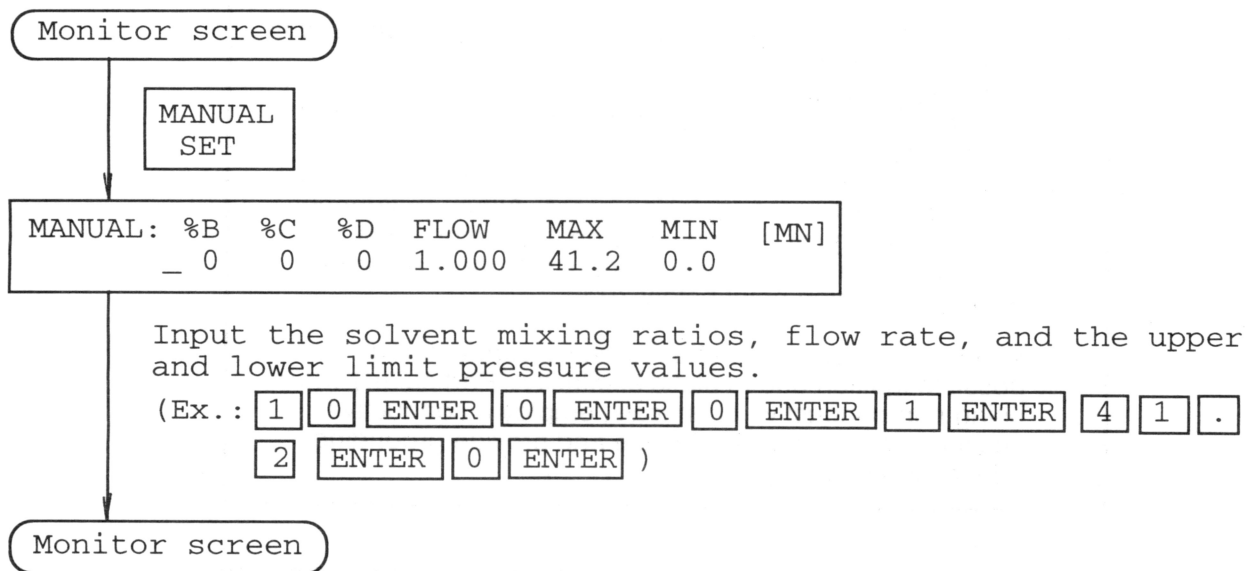 Monitor screen
MANUAL
SET
MANUAL: %B %C %D FLOW MAX MIN [MN]
_ 0 0 0 1.000 41.2 0.0
Input the solvent mixing ratios, flow rate, and the upper
and lower limit pressure values.
(Ex.: 1 0 ENTER 0 ENTER 0 ENTER 1 ENTER 4 1 .
2 ENTER 0 ENTER )
Monitor screen